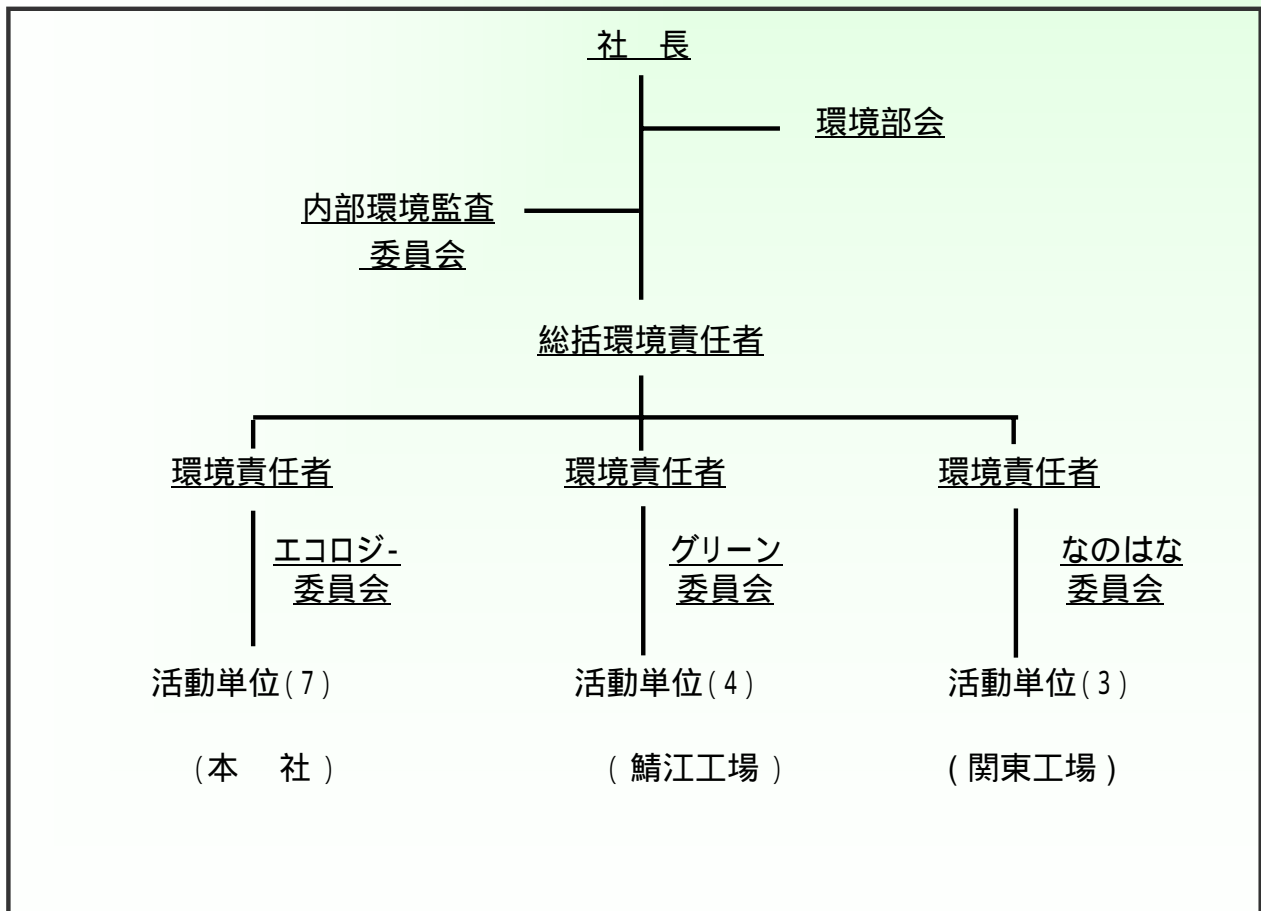 社　長
環境部会
内部環境監査
委員会
総括環境責任者
環境責任者 環境責任者 環境責任者
エコロジ- グリーン なのはな
委員会 委員会 委員会
活動単位(7) 活動単位(4) 活動単位(3)
(本　社) (鯖江工場) (関東工場)